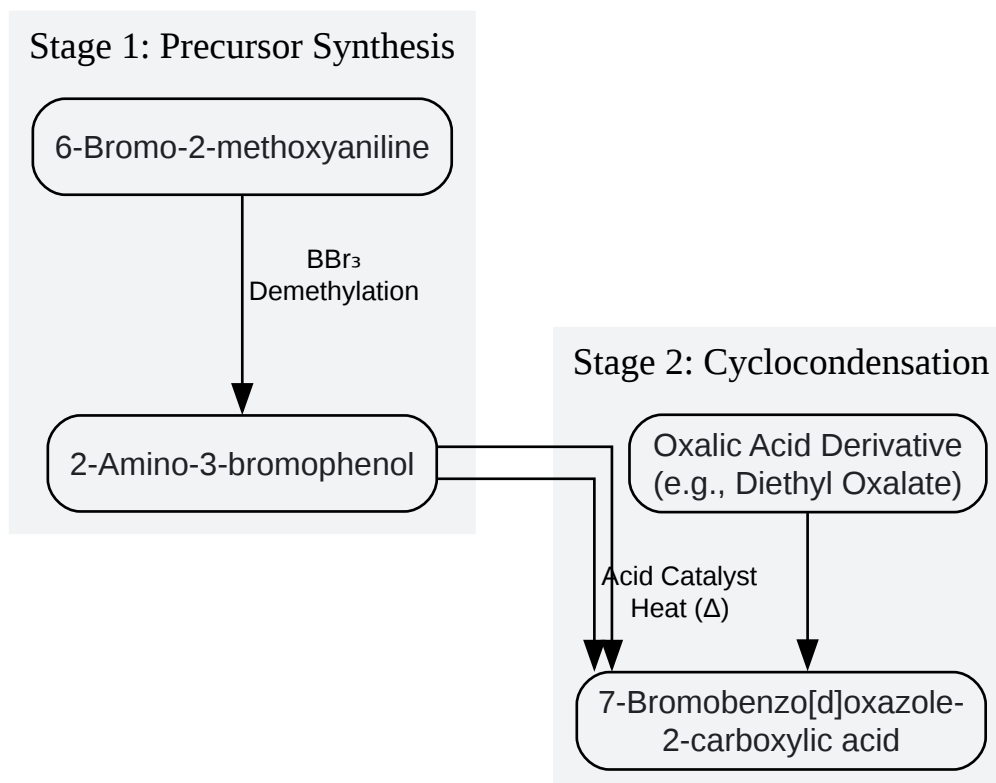 Stage 1: Precursor Synthesis
6-Bromo-2-methoxyaniline
BBr₃
Demethylation
2-Amino-3-bromophenol
Stage 2: Cyclocondensation
Oxalic Acid Derivative
(e.g., Diethyl Oxalate)
Acid Catalyst
Heat (Δ)
7-Bromobenzo[d]oxazole-
2-carboxylic acid